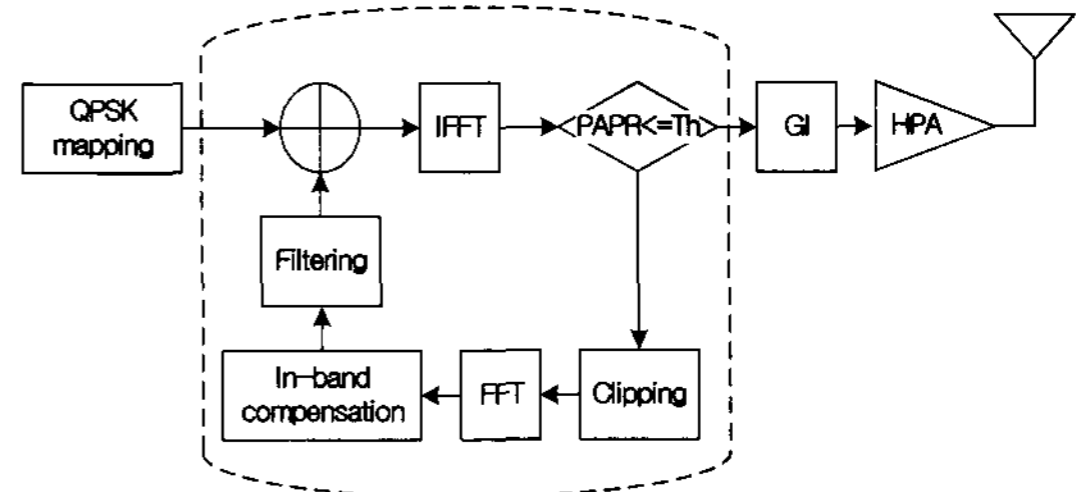 QPSK
mapping
IFFT
PAPR<=Th
GI
HPA
Filtering
In-band
compensation
FFT
Clipping